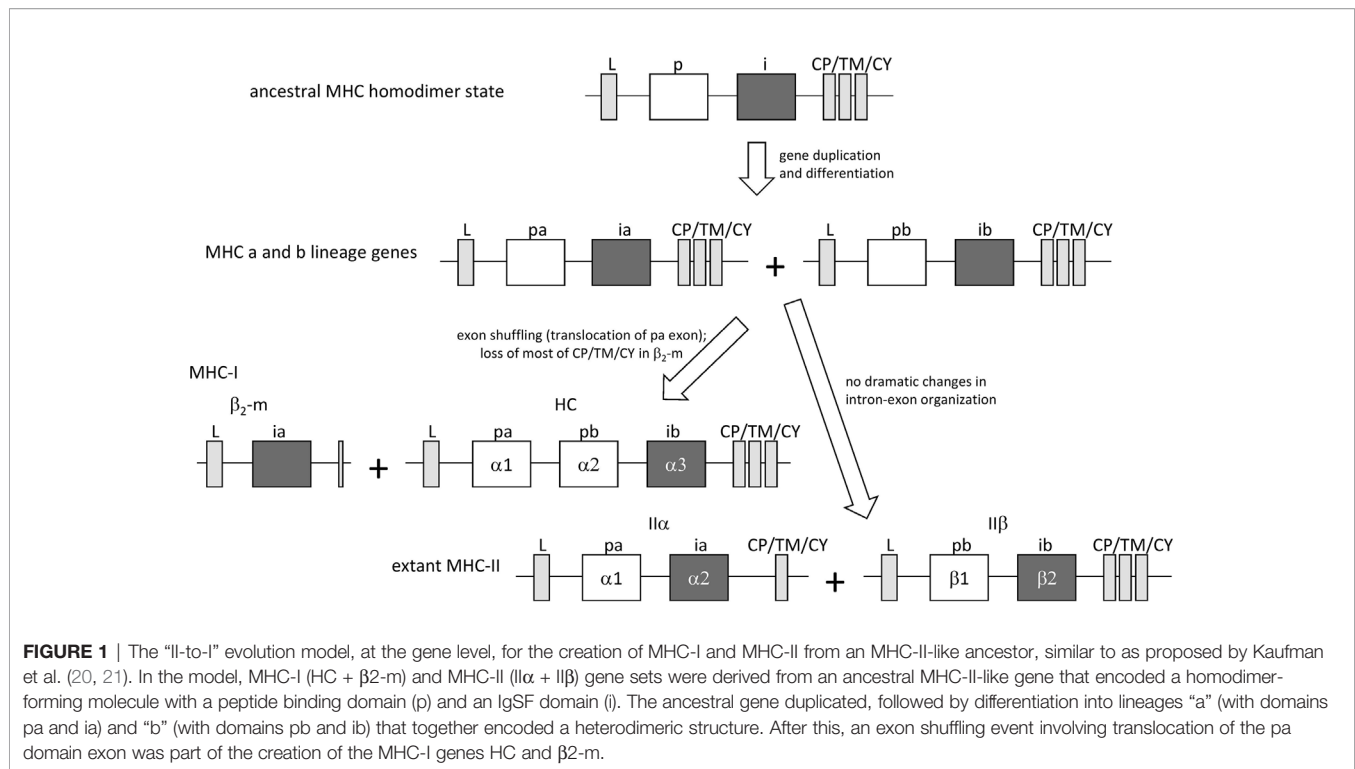 L p i CP/TM/CY
ancestral MHC homodimer state
gene duplication
and differentiation
L pa ia CP/TM/CY L pb ib CP/TM/CY
MHC a and b lineage genes +
exon shuffling (translocation of pa exon);
loss of most of CP/TM/CY in β₂-m
no dramatic changes in
intron-exon organization
MHC-I
β₂-m HC
L ia L pa pb ib CP/TM/CY
+ α1 α2 α3
IIα IIβ
L pa ia CP/TM/CY L pb ib CP/TM/CY
extant MHC-II α1 α2 + β1 β2
FIGURE 1 | The “II-to-I” evolution model, at the gene level, for the creation of MHC-I and MHC-II from an MHC-II-like ancestor, similar to as proposed by Kaufman
et al. (20, 21). In the model, MHC-I (HC + β2-m) and MHC-II (IIα + IIβ) gene sets were derived from an ancestral MHC-II-like gene that encoded a homodimer-
forming molecule with a peptide binding domain (p) and an IgSF domain (i). The ancestral gene duplicated, followed by differentiation into lineages “a” (with domains
pa and ia) and “b” (with domains pb and ib) that together encoded a heterodimeric structure. After this, an exon shuffling event involving translocation of the pa
domain exon was part of the creation of the MHC-I genes HC and β2-m.